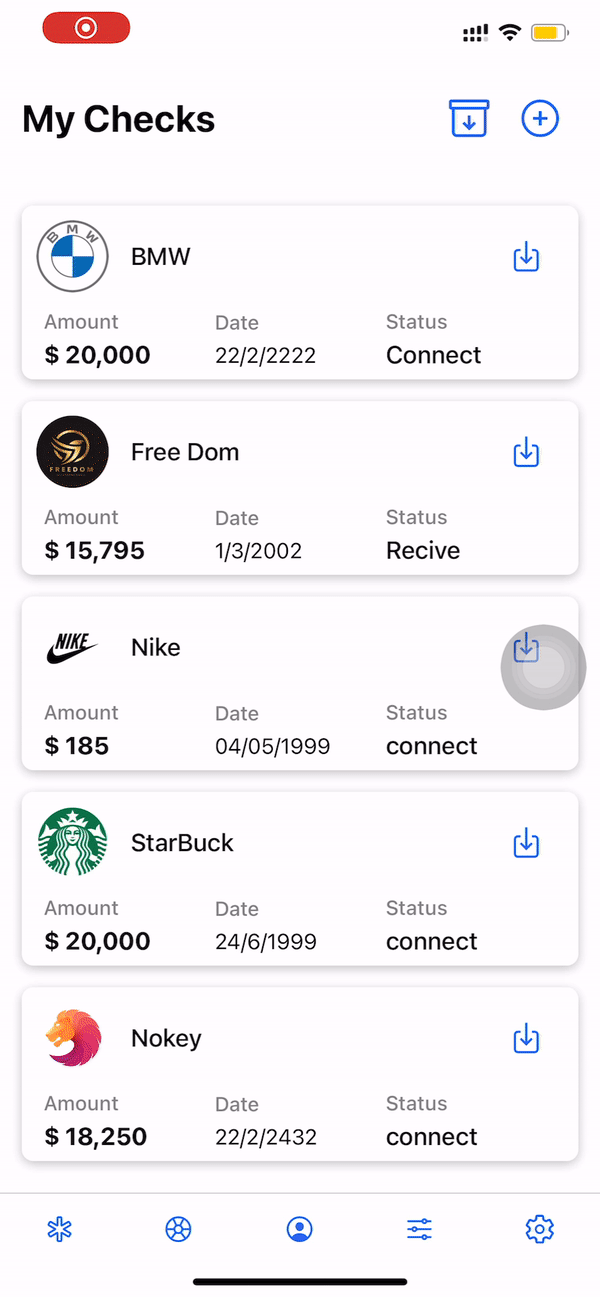 My Checks
BMW
BMW
Amount Date Status
$ 20,000 22/2/2222 Connect
FREEDOM
Free Dom
Amount Date Status
$ 15,795 1/3/2002 Recive
NIKE
Nike
Amount Date Status
$ 185 04/05/1999 connect
StarBuck
Amount Date Status
$ 20,000 24/6/1999 connect
Nokey
Amount Date Status
$ 18,250 22/2/2432 connect